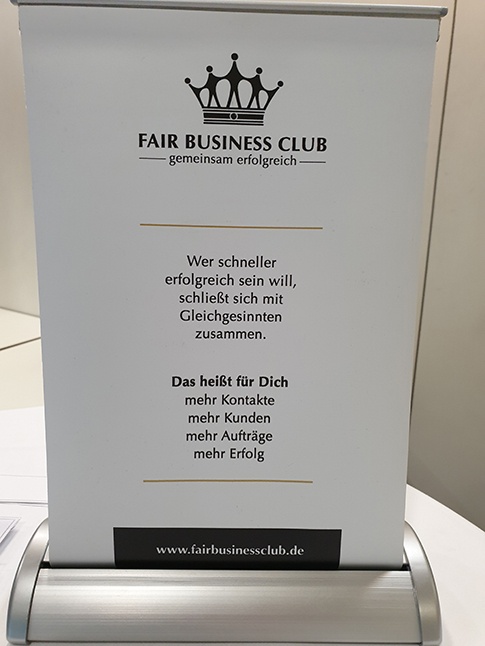 FAIR BUSINESS CLUB
gemeinsam erfolgreich
Wer schneller
erfolgreich sein will,
schließt sich mit
Gleichgesinnten
zusammen.
Das heißt für Dich
mehr Kontakte
mehr Kunden
mehr Aufträge
mehr Erfolg
www.fairbusinessclub.de